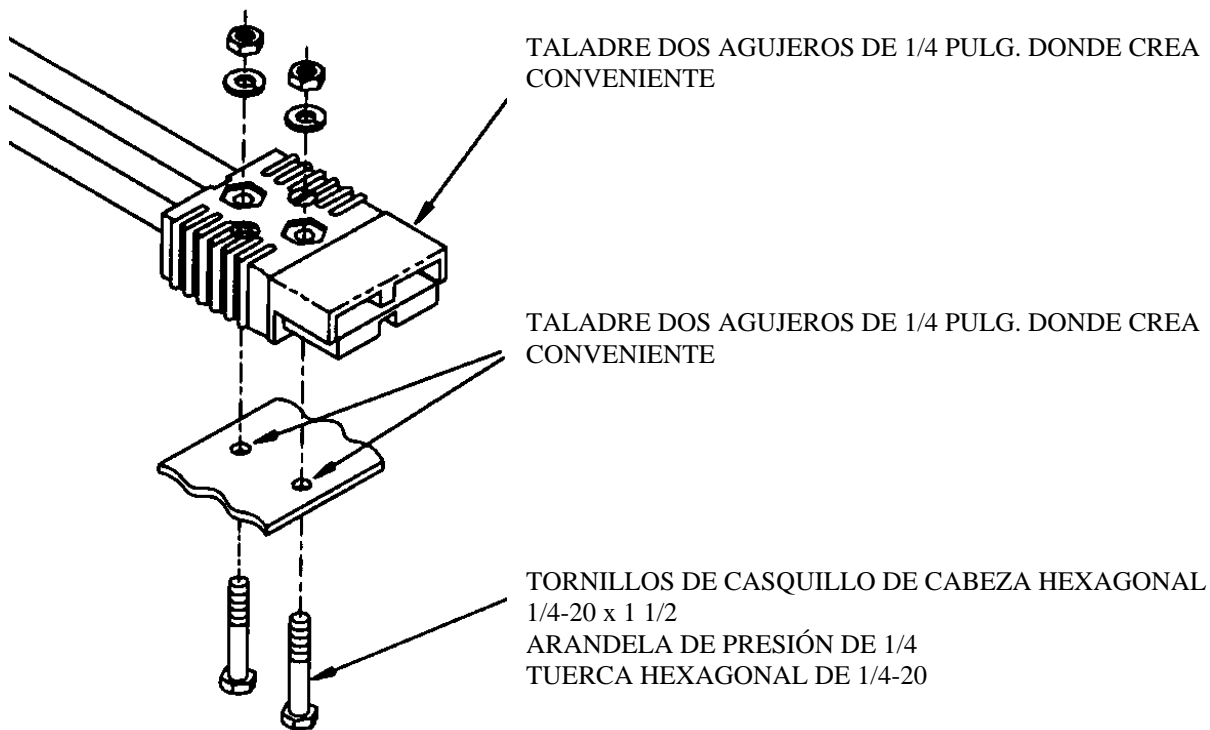 TALADRE DOS AGUJEROS DE 1/4 PULG. DONDE CREA
CONVENIENTE
TALADRE DOS AGUJEROS DE 1/4 PULG. DONDE CREA
CONVENIENTE
TORNILLOS DE CASQUILLO DE CABEZA HEXAGONAL
1/4-20 x 1 1/2
ARANDELA DE PRESIÓN DE 1/4
TUERCA HEXAGONAL DE 1/4-20